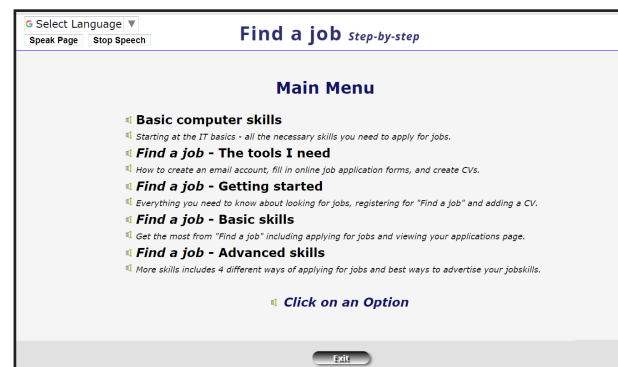 Select Language ▼
Speak Page Stop Speech
Find a job Step-by-step
Main Menu
Basic computer skills
Starting at the IT basics - all the necessary skills you need to apply for jobs.
Find a job - The tools I need
How to create an email account, fill in online job application forms, and create CVs.
Find a job - Getting started
Everything you need to know about looking for jobs, registering for "Find a job" and adding a CV.
Find a job - Basic skills
Get the most from "Find a job" including applying for jobs and viewing your applications page.
Find a job - Advanced skills
More skills includes 4 different ways of applying for jobs and best ways to advertise your jobskills.
Click on an Option
Exit